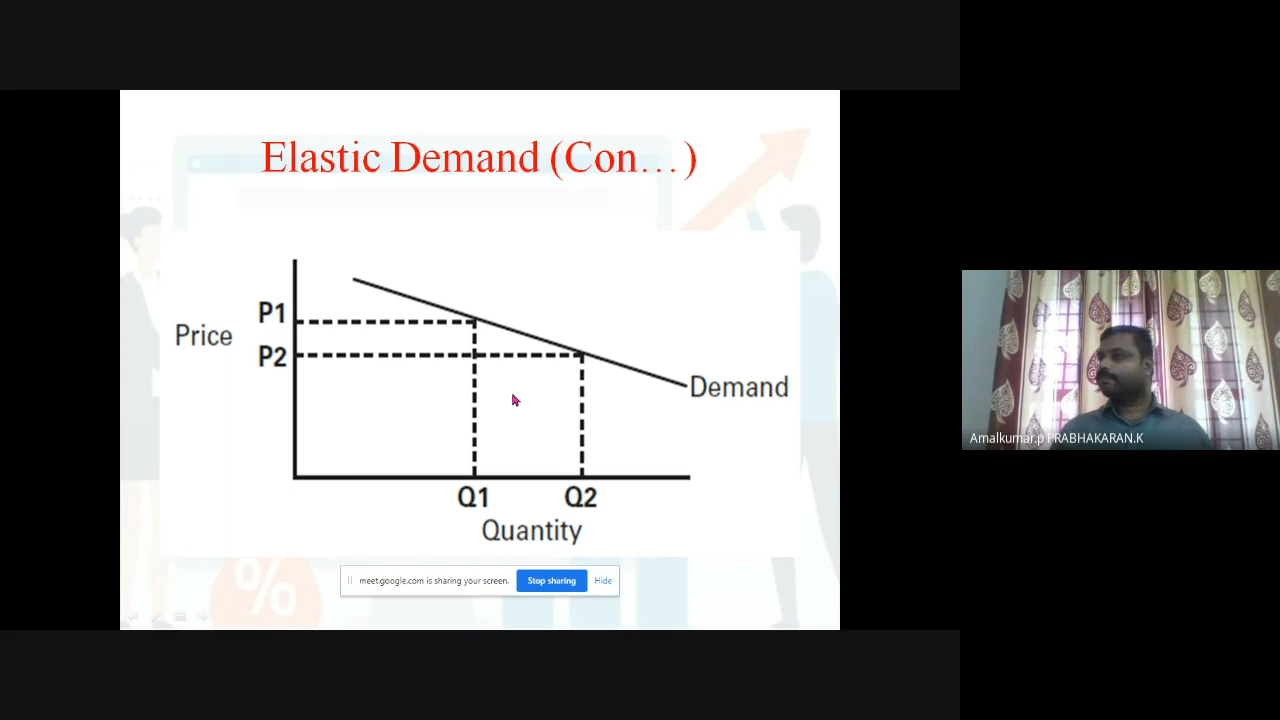 Elastic Demand (Con…)
P1
Price
P2
Demand
Q1 Q2
Quantity
meet.google.com is sharing your screen. Stop sharing Hide
%
Amalkumar.p PRABHAKARAN.K